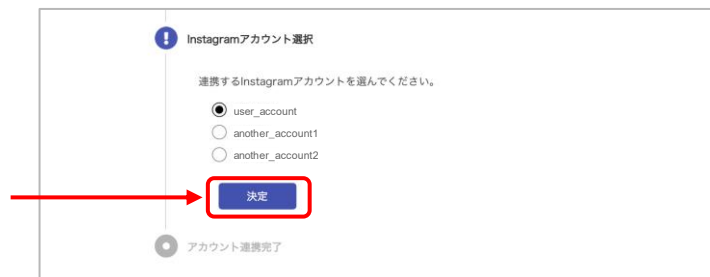 Instagramアカウント選択
連携するInstagramアカウントを選んでください。
user_account
another_account1
another_account2
決定
アカウント連携完了